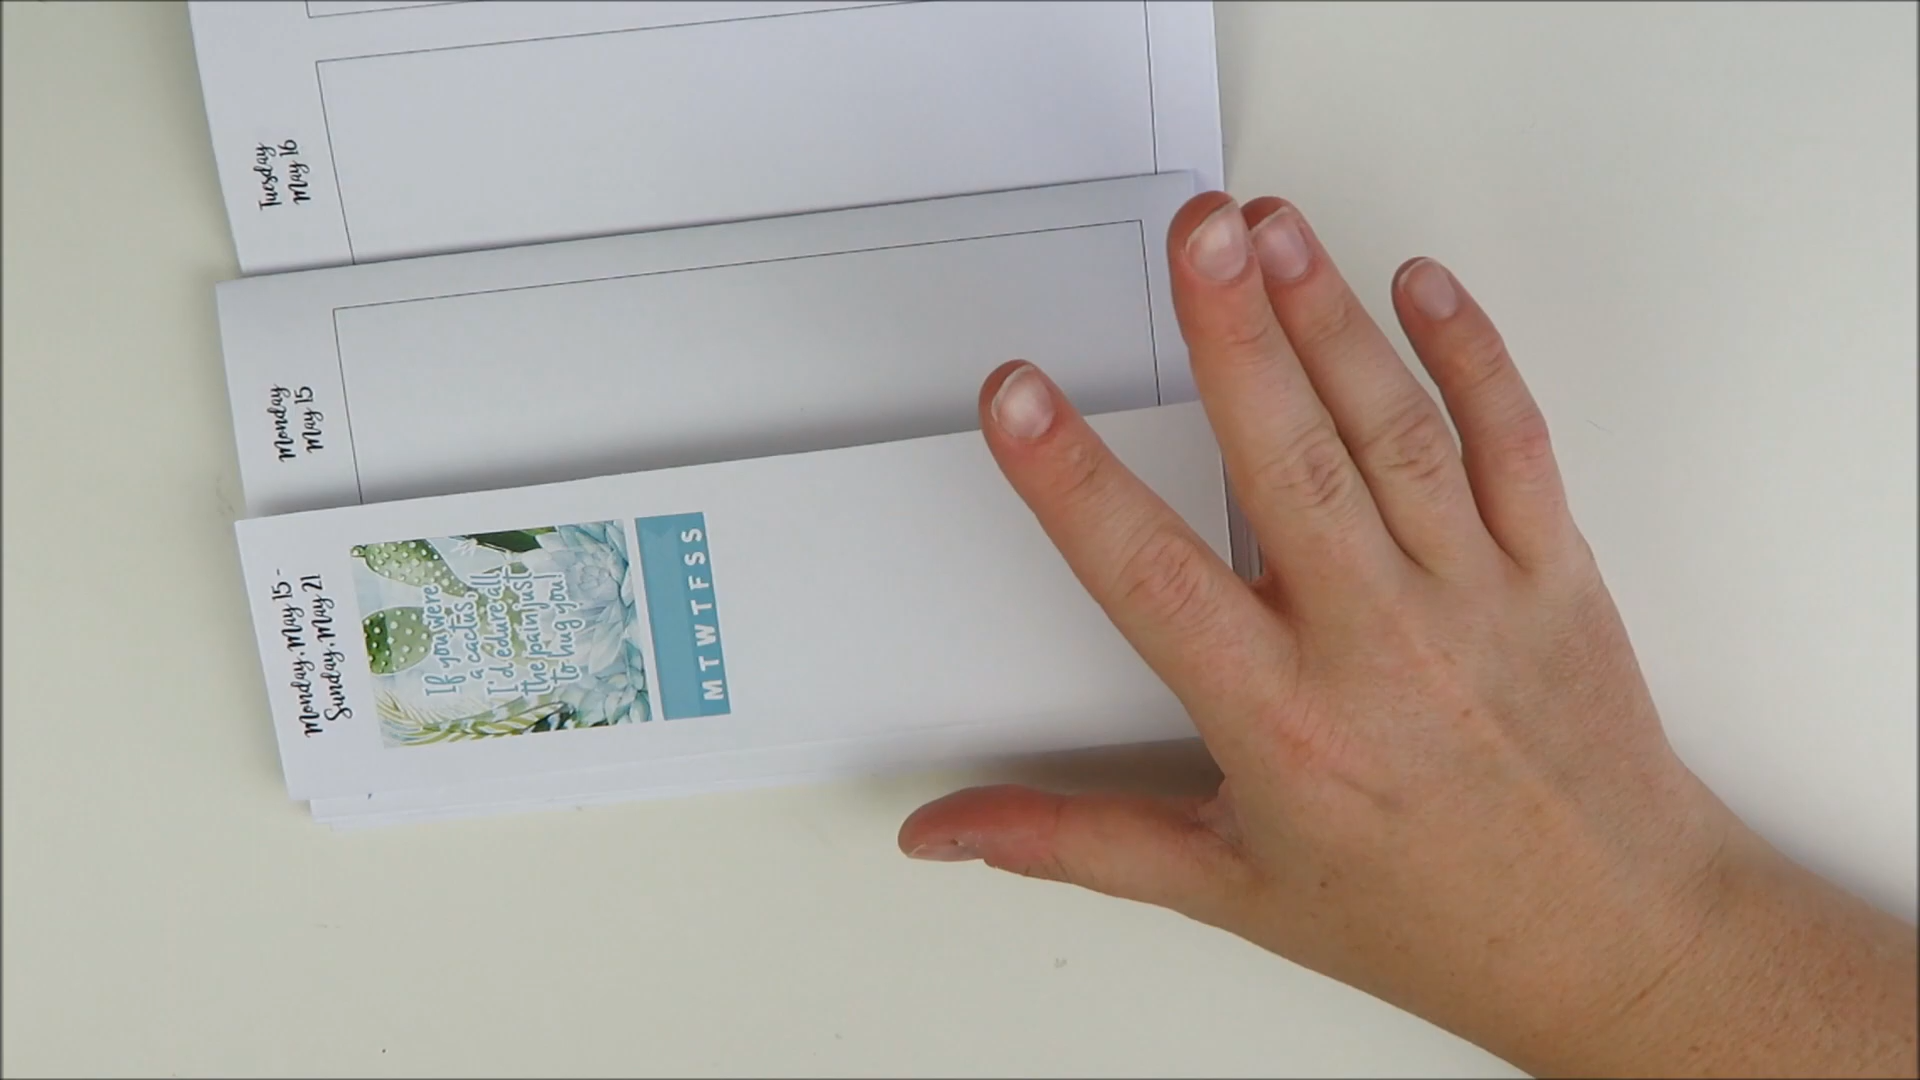 Tuesday
May 16
Monday
May 15
Monday, May 15 -
Sunday, May 21
If you were
a cactus,
I'd edure all
the pain just
to hug you!
M T W T F S S